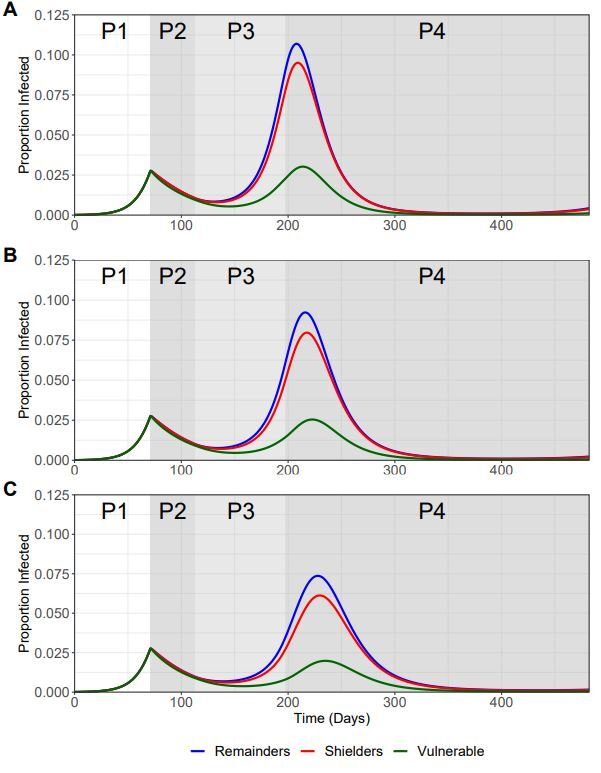 A
Proportion Infected
0.125
0.100
0.075
0.050
0.025
0.000
P1 P2 P3 P4
0 100 200 300 400
B
Proportion Infected
0.125
0.100
0.075
0.050
0.025
0.000
P1 P2 P3 P4
0 100 200 300 400
C
Proportion Infected
0.125
0.100
0.075
0.050
0.025
0.000
P1 P2 P3 P4
0 100 200 300 400
Time (Days)
Remainders Shielders Vulnerable